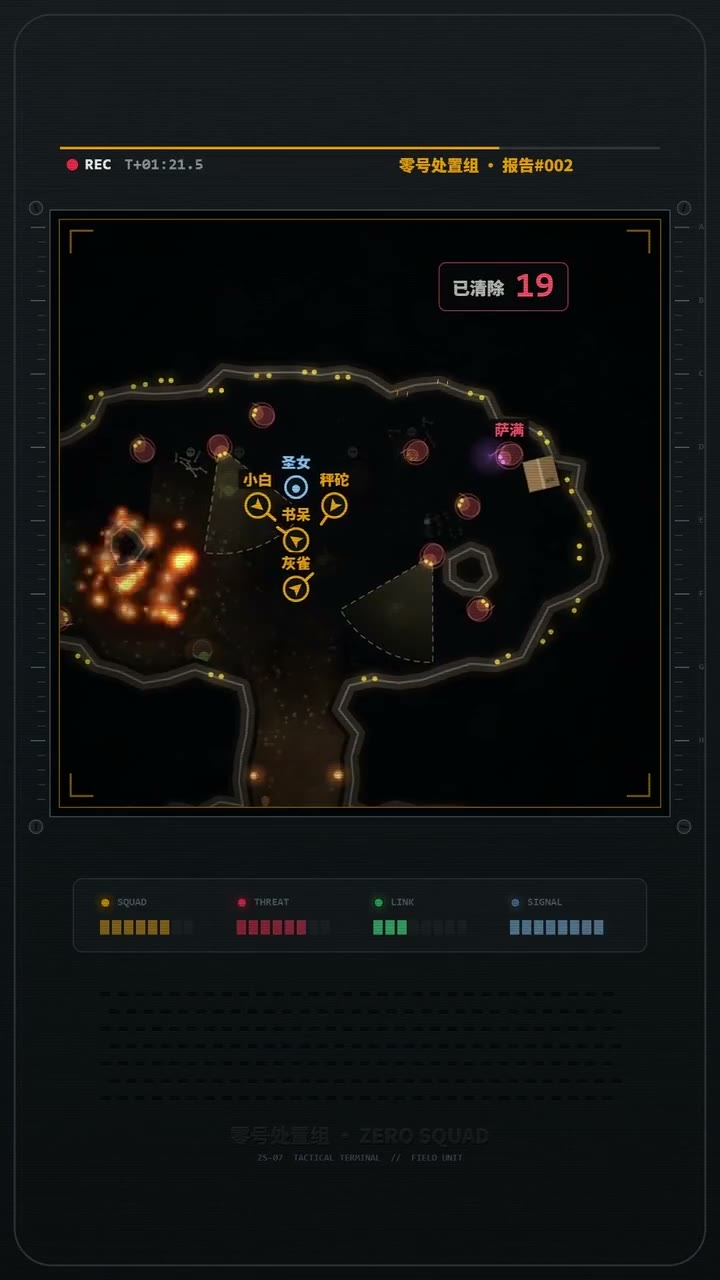 REC T+01:21.5 零号处置组 · 报告#002
已清除 19
萨满
圣女
小白 秤砣
书呆
灰雀
SQUAD THREAT LINK SIGNAL
零号处置组 · ZERO SQUAD
ZS-07 TACTICAL TERMINAL // FIELD UNIT
A
B
C
D
F
G
H